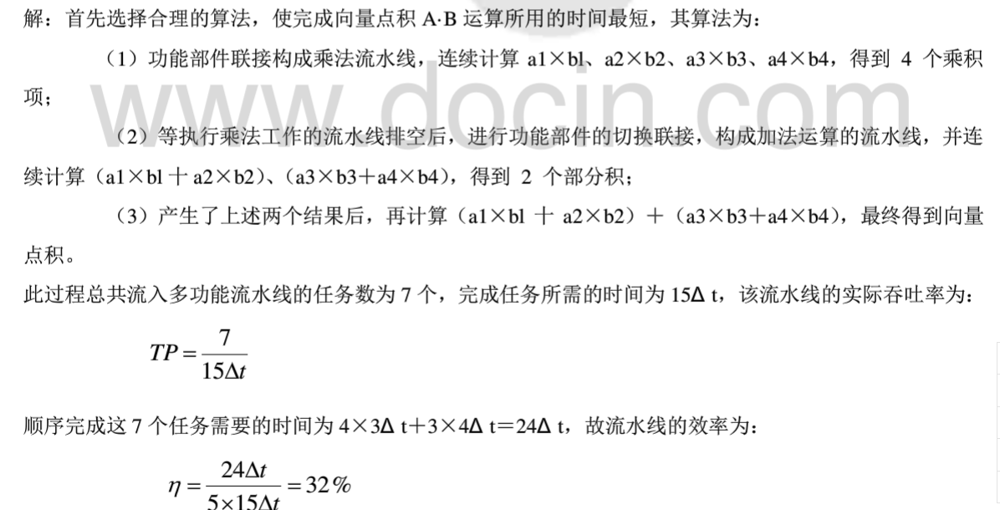 解：首先选择合理的算法，使完成向量点积 A·B 运算所用的时间最短，其算法为：
（1）功能部件联接构成乘法流水线，连续计算 a1×bl、a2×b2、a3×b3、a4×b4，得到 4 个乘积
项；
（2）等执行乘法工作的流水线排空后，进行功能部件的切换联接，构成加法运算的流水线，并连
续计算（a1×bl 十 a2×b2）、（a3×b3＋a4×b4），得到 2 个部分积；
（3）产生了上述两个结果后，再计算（a1×bl 十 a2×b2）＋（a3×b3＋a4×b4），最终得到向量
点积。
此过程总共流入多功能流水线的任务数为 7 个，完成任务所需的时间为 15Δ t，该流水线的实际吞吐率为：
TP = 7 / 15Δt
顺序完成这 7 个任务需要的时间为 4×3Δ t＋3×4Δ t＝24Δ t，故流水线的效率为：
η = 24Δt / 5×15Δt = 32%
www.docin.com